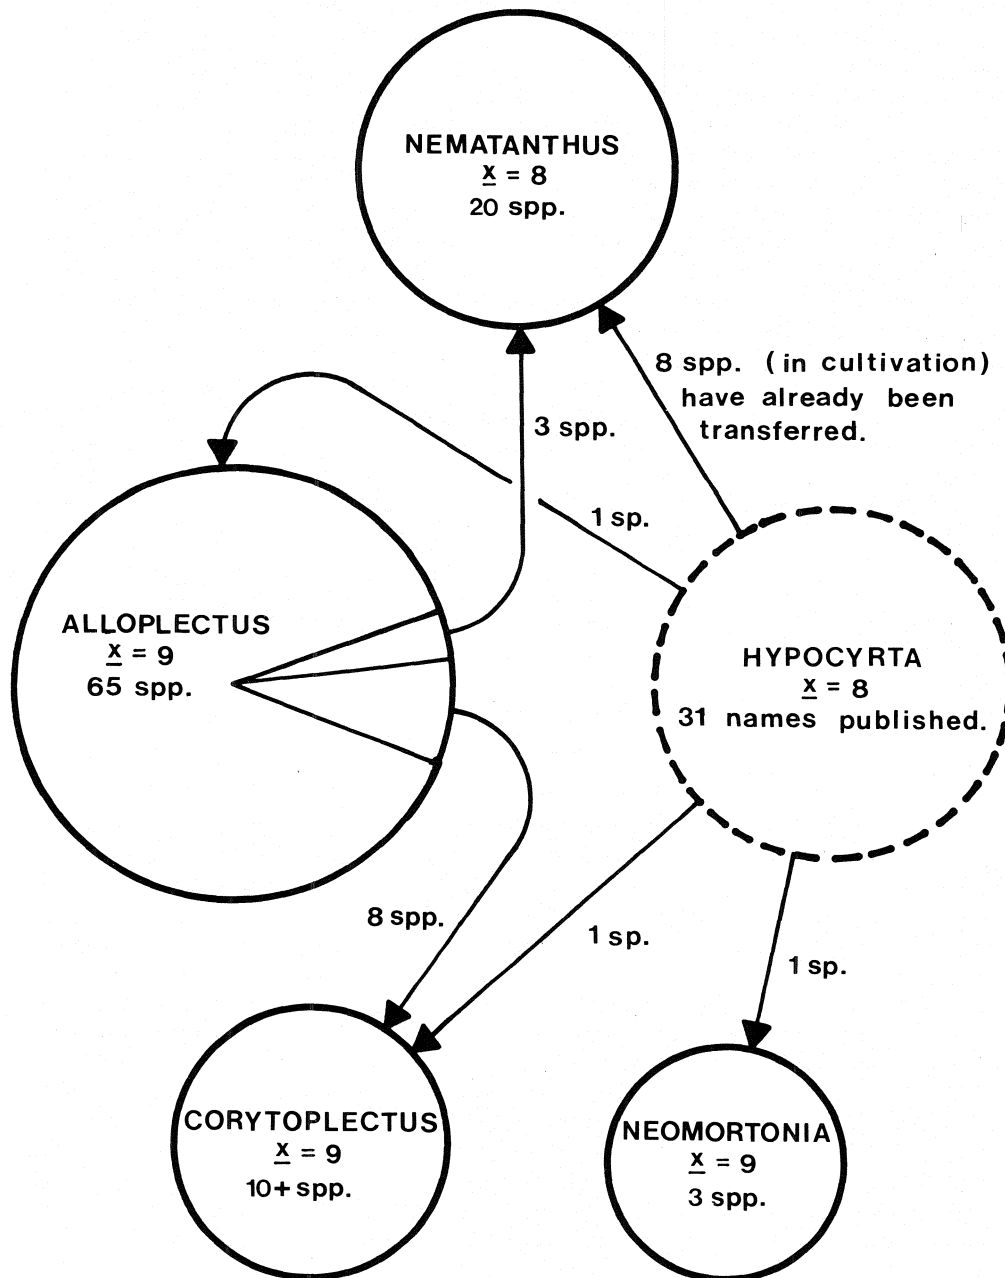 NEMATANTHUS
x = 8
20 spp.
8 spp. (in cultivation)
have already been
transferred.
3 spp.
1 sp.
ALLOPLECTUS
x = 9
65 spp.
HYPOCYRTA
x = 8
31 names published.
8 spp.
1 sp.
1 sp.
CORYTOPLECTUS
x = 9
10+ spp.
NEOMORTONIA
x = 9
3 spp.